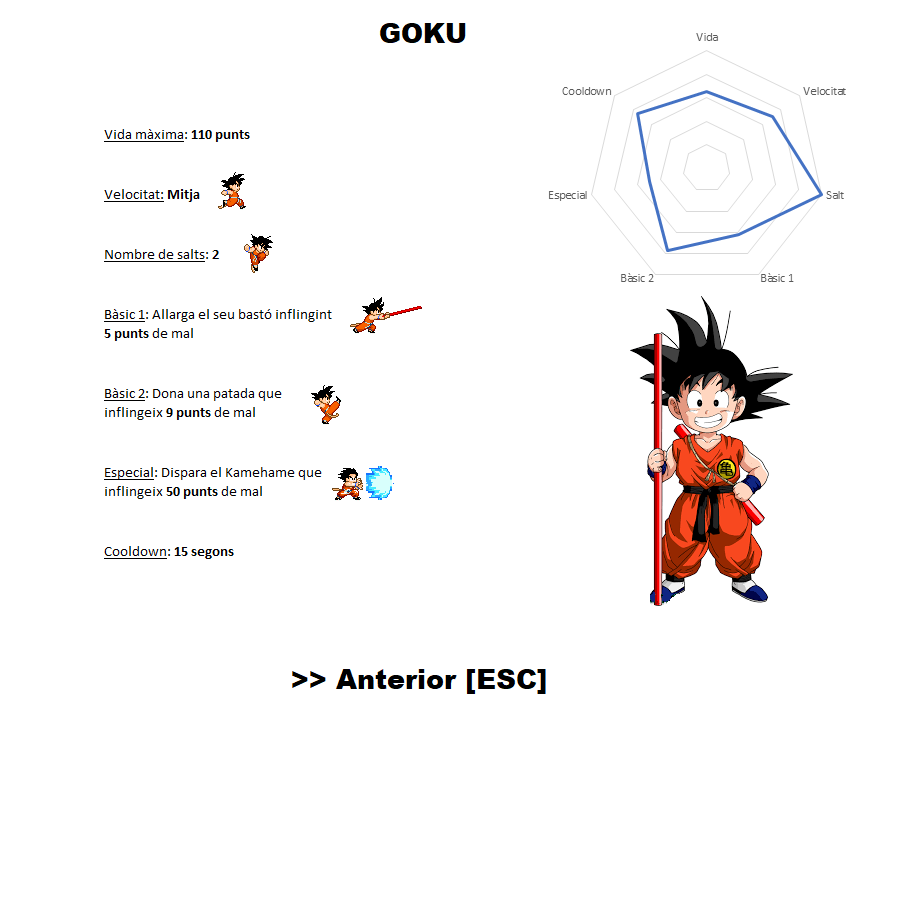 GOKU
Vida
Cooldown
Velocitat
Especial
Salt
Bàsic 2
Bàsic 1
Vida màxima: 110 punts
Velocitat: Mitja
Nombre de salts: 2
Bàsic 1: Allarga el seu bastó inflingint
5 punts de mal
Bàsic 2: Dona una patada que
inflingeix 9 punts de mal
Especial: Dispara el Kamehame que
inflingeix 50 punts de mal
Cooldown: 15 segons
亀
>> Anterior [ESC]